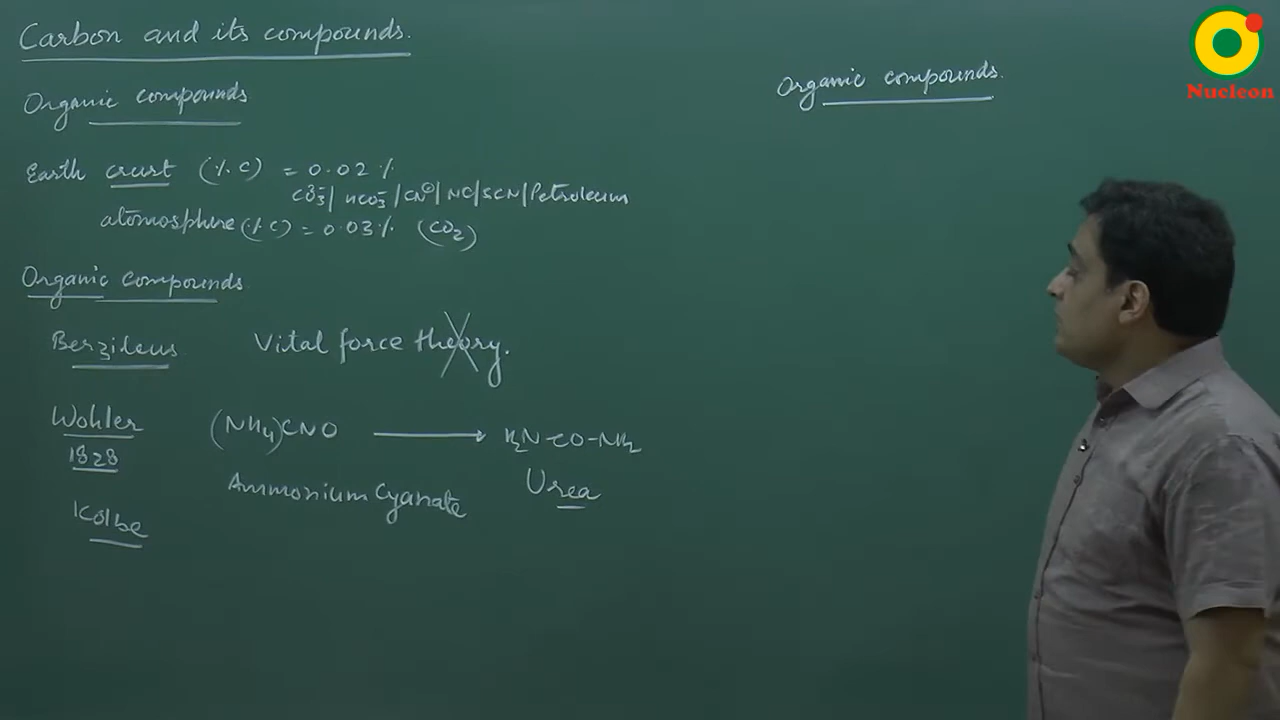 Carbon and its compounds.
Organic compounds
Earth crust (% C) = 0.02 %
CO₃²⁻ | HCO₃⁻ | CN⁻ | NC | SCN | Petroleum
atomosphere (% C) = 0.03 % (CO₂)
Organic compounds
Berzileus Vital force theory.
Wohler (NH₄)CNO ⟶ H₂N-CO-NH₂
1828
Ammonium Cyanate Urea
Kolbe
Organic compounds.
Nucleon